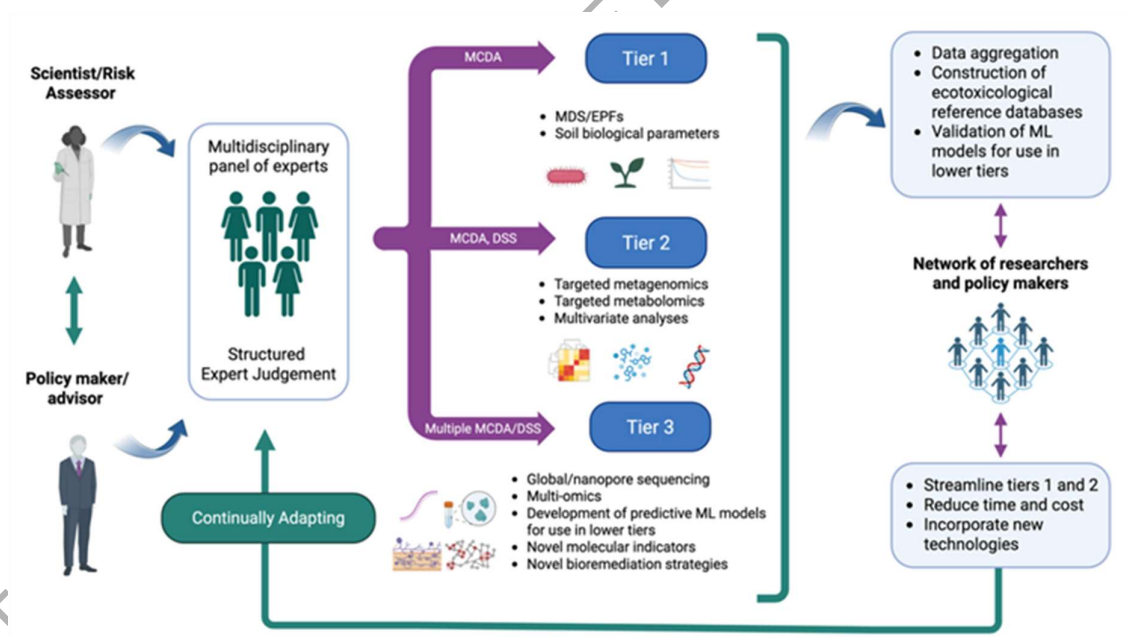 Scientist/Risk
Assessor
Policy maker/
advisor
Multidisciplinary
panel of experts
Structured
Expert Judgement
Continually Adapting
MCDA
Tier 1
• MDS/EPFs
• Soil biological parameters
MCDA, DSS
Tier 2
• Targeted metagenomics
• Targeted metabolomics
• Multivariate analyses
Multiple MCDA/DSS
Tier 3
• Global/nanopore sequencing
• Multi-omics
• Development of predictive ML models
for use in lower tiers
• Novel molecular indicators
• Novel bioremediation strategies
• Data aggregation
• Construction of
ecotoxicological
reference databases
• Validation of ML
models for use in
lower tiers
Network of researchers
and policy makers
• Streamline tiers 1 and 2
• Reduce time and cost
• Incorporate new
technologies